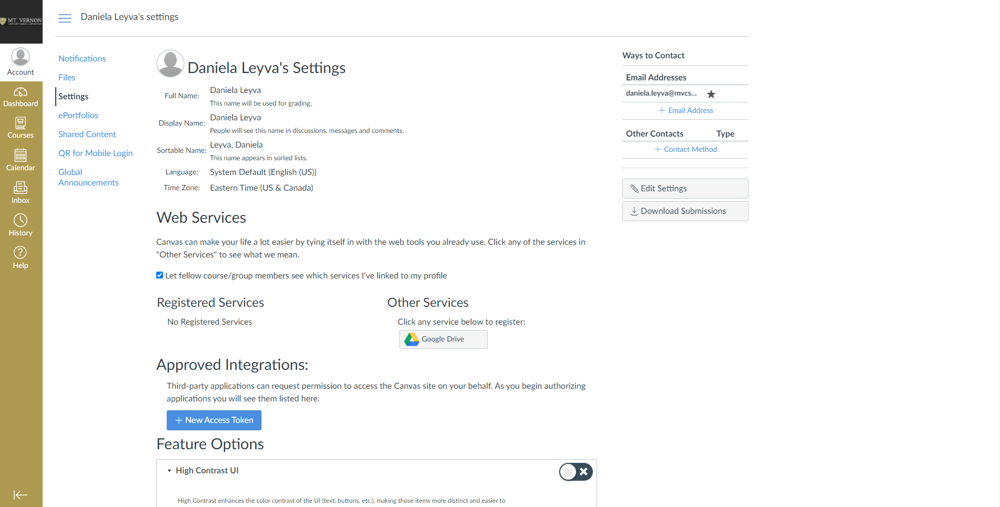 MT. VERNON
COMMUNITY SCHOOL CORPORATION
Daniela Leyva's settings
Account
Dashboard
Courses
Calendar
Inbox
History
Help
Notifications
Files
Settings
ePortfolios
Shared Content
QR for Mobile Login
Global
Announcements
Daniela Leyva's Settings
Full Name:
Daniela Leyva
This name will be used for grading.
Display Name:
Daniela Leyva
People will see this name in discussions, messages and comments.
Sortable Name:
Leyva, Daniela
This name appears in sorted lists.
Language:
System Default (English (US))
Time Zone:
Eastern Time (US & Canada)
Web Services
Canvas can make your life a lot easier by tying itself in with the web tools you already use. Click any of the services in
"Other Services" to see what we mean.
Let fellow course/group members see which services I've linked to my profile
Registered Services
No Registered Services
Other Services
Click any service below to register:
Google Drive
Approved Integrations:
Third-party applications can request permission to access the Canvas site on your behalf. As you begin authorizing
applications you will see them listed here.
+ New Access Token
Feature Options
High Contrast UI
High Contrast enhances the color contrast of the UI (text, buttons, etc.), making those items more distinct and easier to
Ways to Contact
Email Addresses
daniela.leyva@mvcs...
+ Email Address
Other Contacts Type
+ Contact Method
Edit Settings
Download Submissions